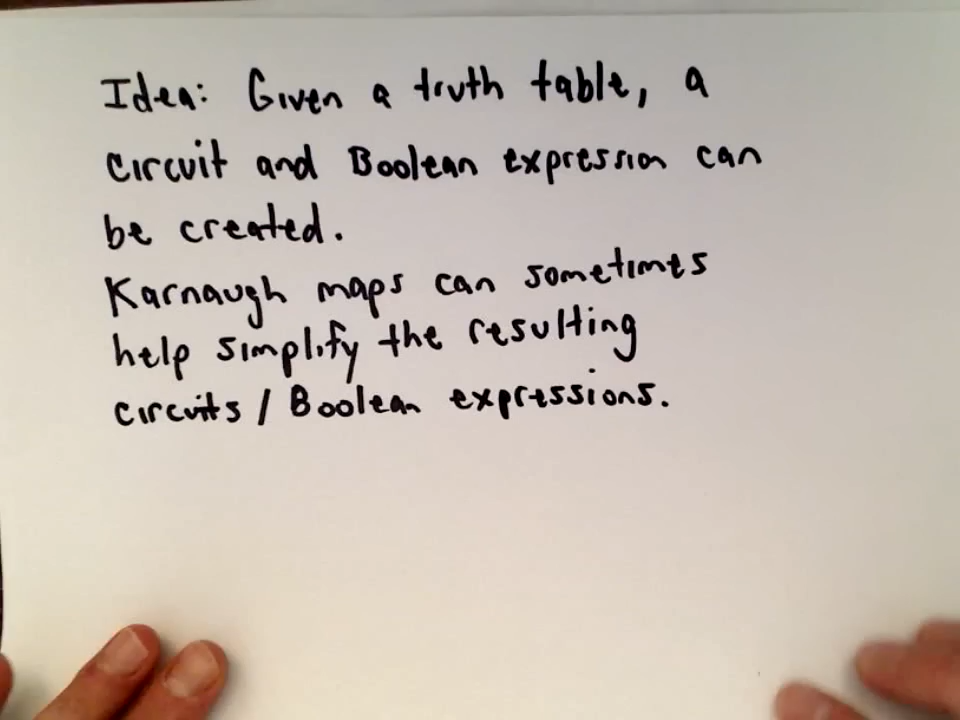 Idea: Given a truth table, a
circuit and Boolean expression can
be created.
Karnaugh maps can sometimes
help simplify the resulting
circuits / Boolean expressions.